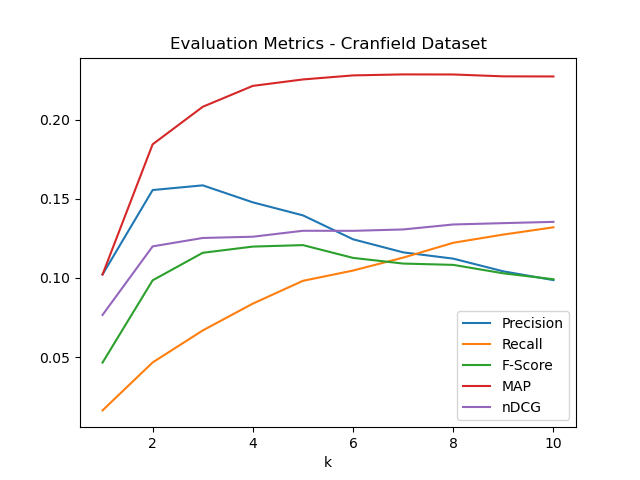 Evaluation Metrics - Cranfield Dataset
0.20
0.15
0.10
0.05
Precision
Recall
F-Score
MAP
nDCG
2
4
6
8
10
k